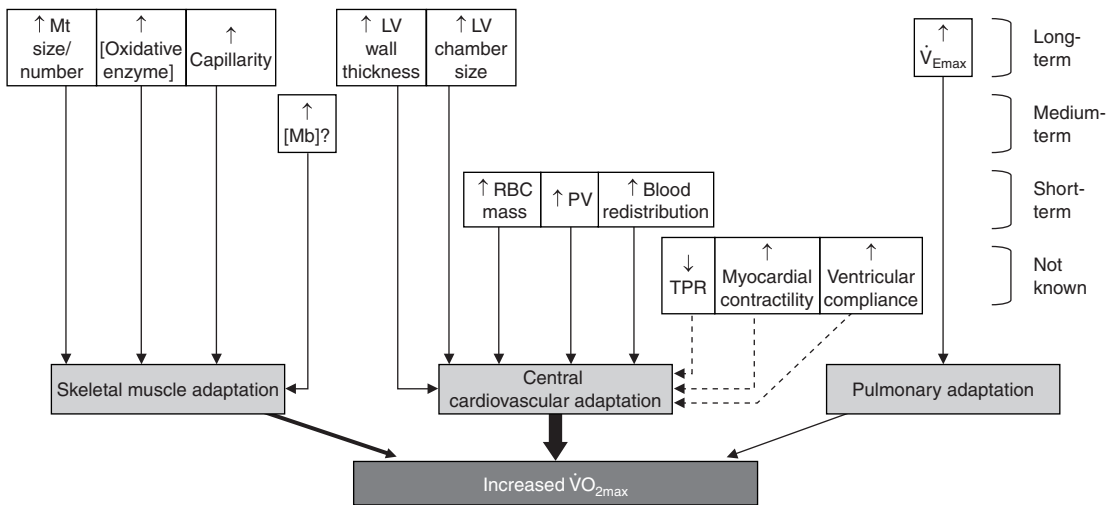 ↑ Mt
size/
number
↑
[Oxidative
enzyme]
↑
Capillarity
↑ LV
wall
thickness
↑ LV
chamber
size
↑
V̇Emax
Long-
term
↑
[Mb]?
Medium-
term
↑ RBC
mass
↑ PV
↑ Blood
redistribution
Short-
term
↓
TPR
↑
Myocardial
contractility
↑
Ventricular
compliance
Not
known
Skeletal muscle adaptation
Central
cardiovascular adaptation
Pulmonary adaptation
Increased V̇O2max